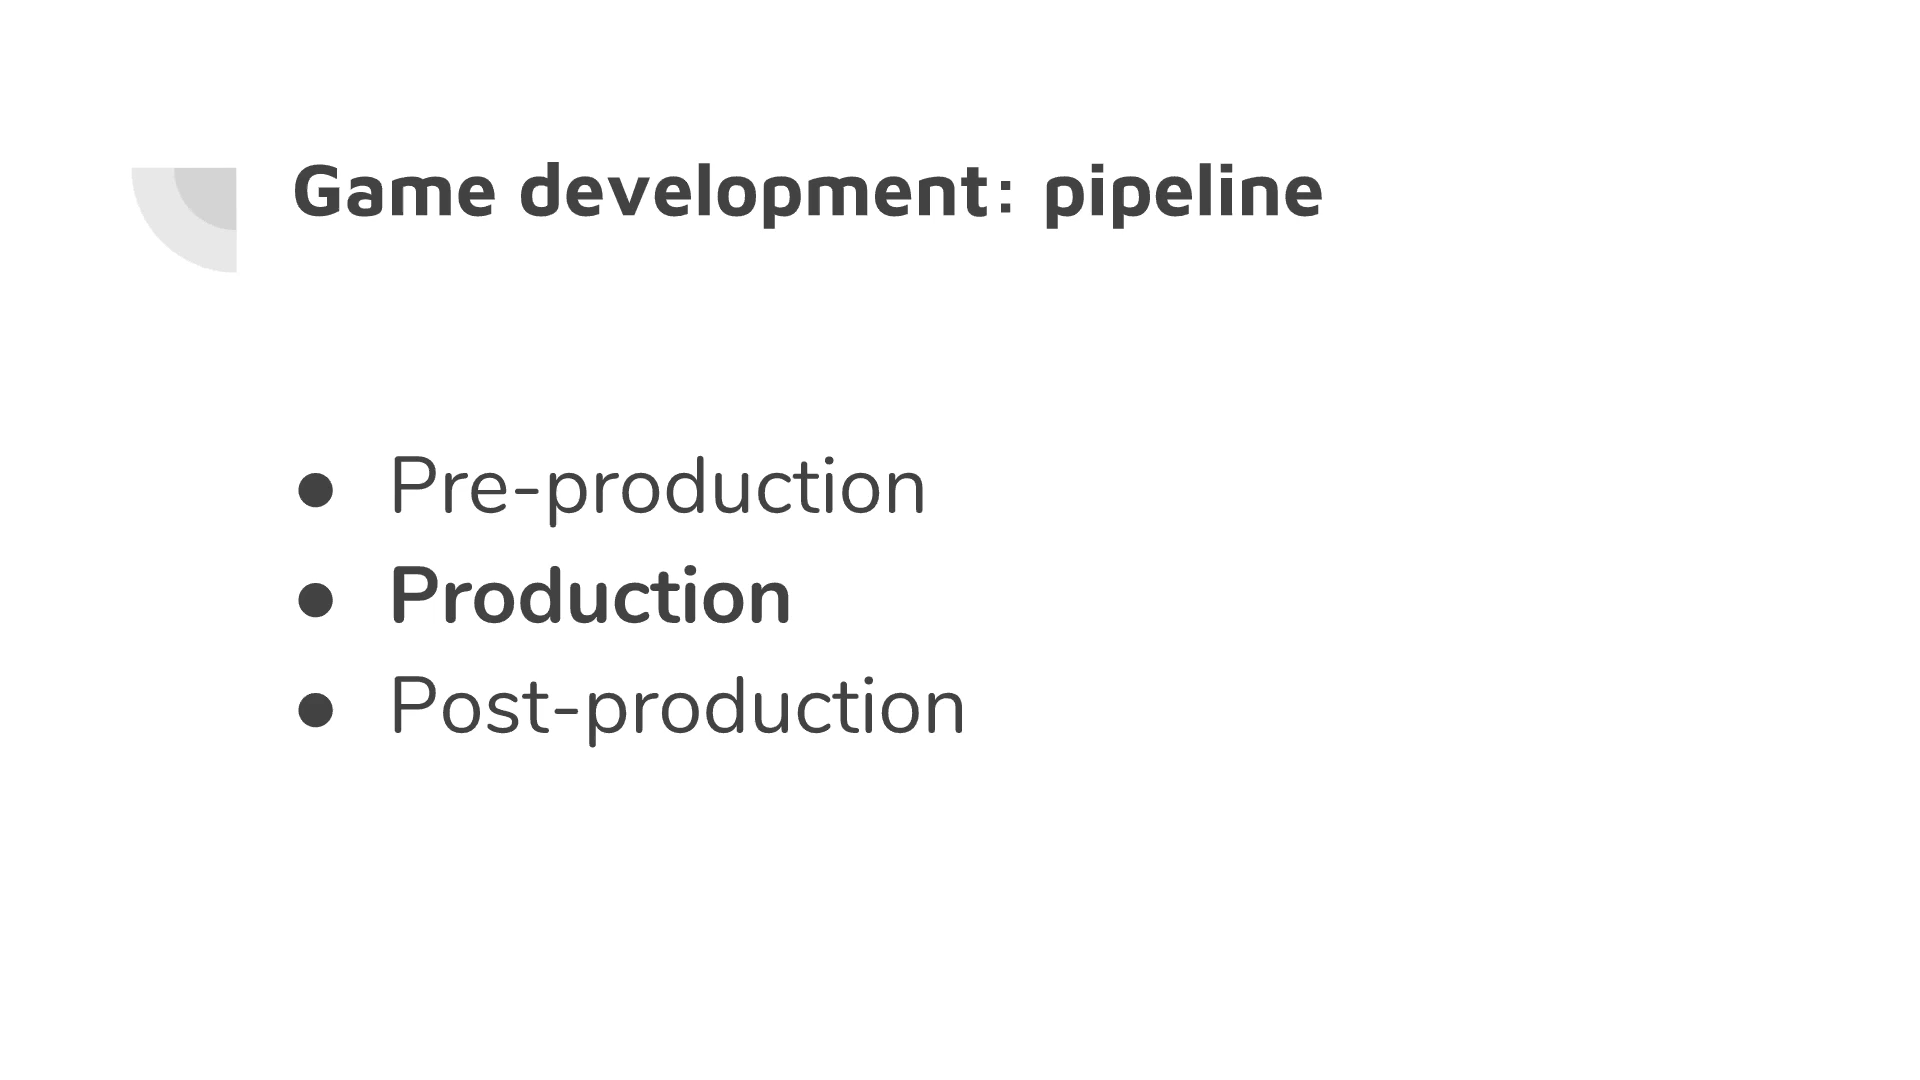 Game development: pipeline
● Pre-production
● Production
● Post-production